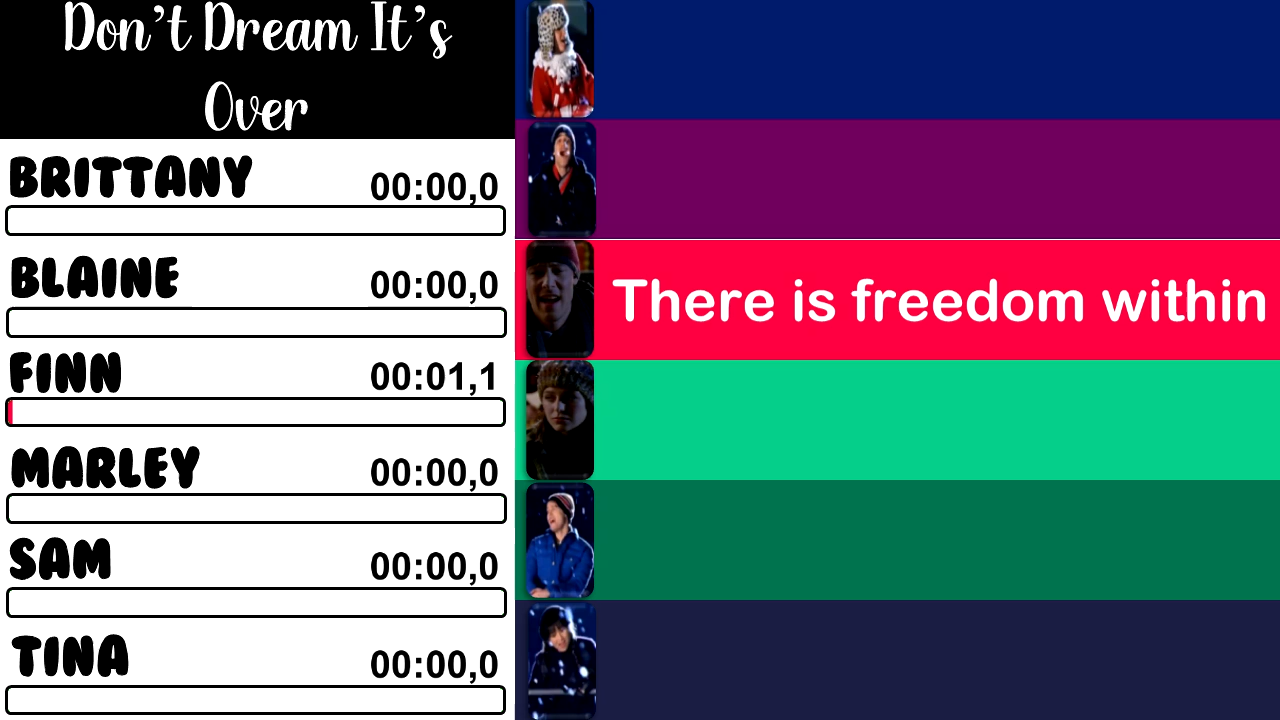 Don't Dream It's
Over
BRITTANY 00:00,0
BLAINE 00:00,0
FINN 00:01,1
MARLEY 00:00,0
SAM 00:00,0
TINA 00:00,0
There is freedom within